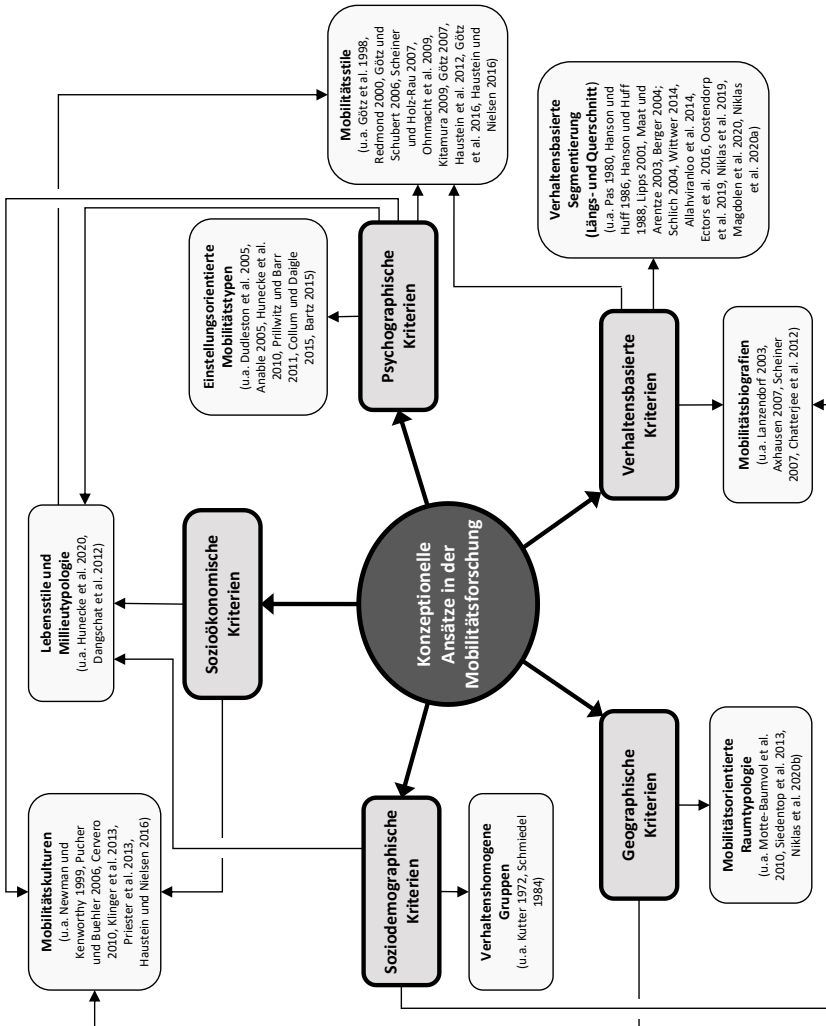 Mobilitätskulturen
(u.a. Newman und
Kenworthy 1999, Pucher
und Buehler 2006, Cervero
2010, Klinger et al. 2013,
Priester et al. 2013,
Haustein und Nielsen 2016)
Lebensstile und
Millieutypologie
(u.a. Hunecke et al. 2020,
Dangschat et al. 2012)
Einstellungsorientierte
Mobilitätstypen
(u.a. Dudleston et al. 2005,
Anable 2005, Hunecke et al.
2010, Prillwitz und Barr
2011, Collum und Daigle
2015, Bartz 2015)
Mobilitätsstile
(u.a. Götz et al. 1998,
Redmond 2000, Götz und
Schubert 2006, Scheiner
und Holz-Rau 2007,
Ohnmacht et al. 2009,
Kitamura 2009, Götz 2007,
Haustein et al. 2012, Götz
et al. 2016, Haustein und
Nielsen 2016)
Sozioökonomische
Kriterien
Soziodemographische
Kriterien
Psychographische
Kriterien
Konzeptionelle
Ansätze in der
Mobilitätsforschung
Verhaltenshomogene
Gruppen
(u.a. Kutter 1972, Schmiedel
1984)
Geographische
Kriterien
Verhaltensbasierte
Kriterien
Verhaltensbasierte
Segmentierung
(Längs- und Querschnitt)
(u.a. Pas 1980, Hanson und
Huff 1986, Hanson und Huff
1988, Lipps 2001, Maat und
Arentze 2003, Berger 2004;
Schlich 2004, Wittwer 2014,
Allahviranloo et al. 2014,
Ectors et al. 2016, Oostendorp
et al. 2019, Niklas et al. 2019,
Magdolen et al. 2020, Niklas
et al. 2020a)
Mobilitätsorientierte
Raumtypologie
(u.a. Motte-Baumvol et al.
2010, Siedentop et al. 2013,
Niklas et al. 2020b)
Mobilitätsbiografien
(u.a. Lanzendorf 2003,
Axhausen 2007, Scheiner
2007, Chatterjee et al. 2012)